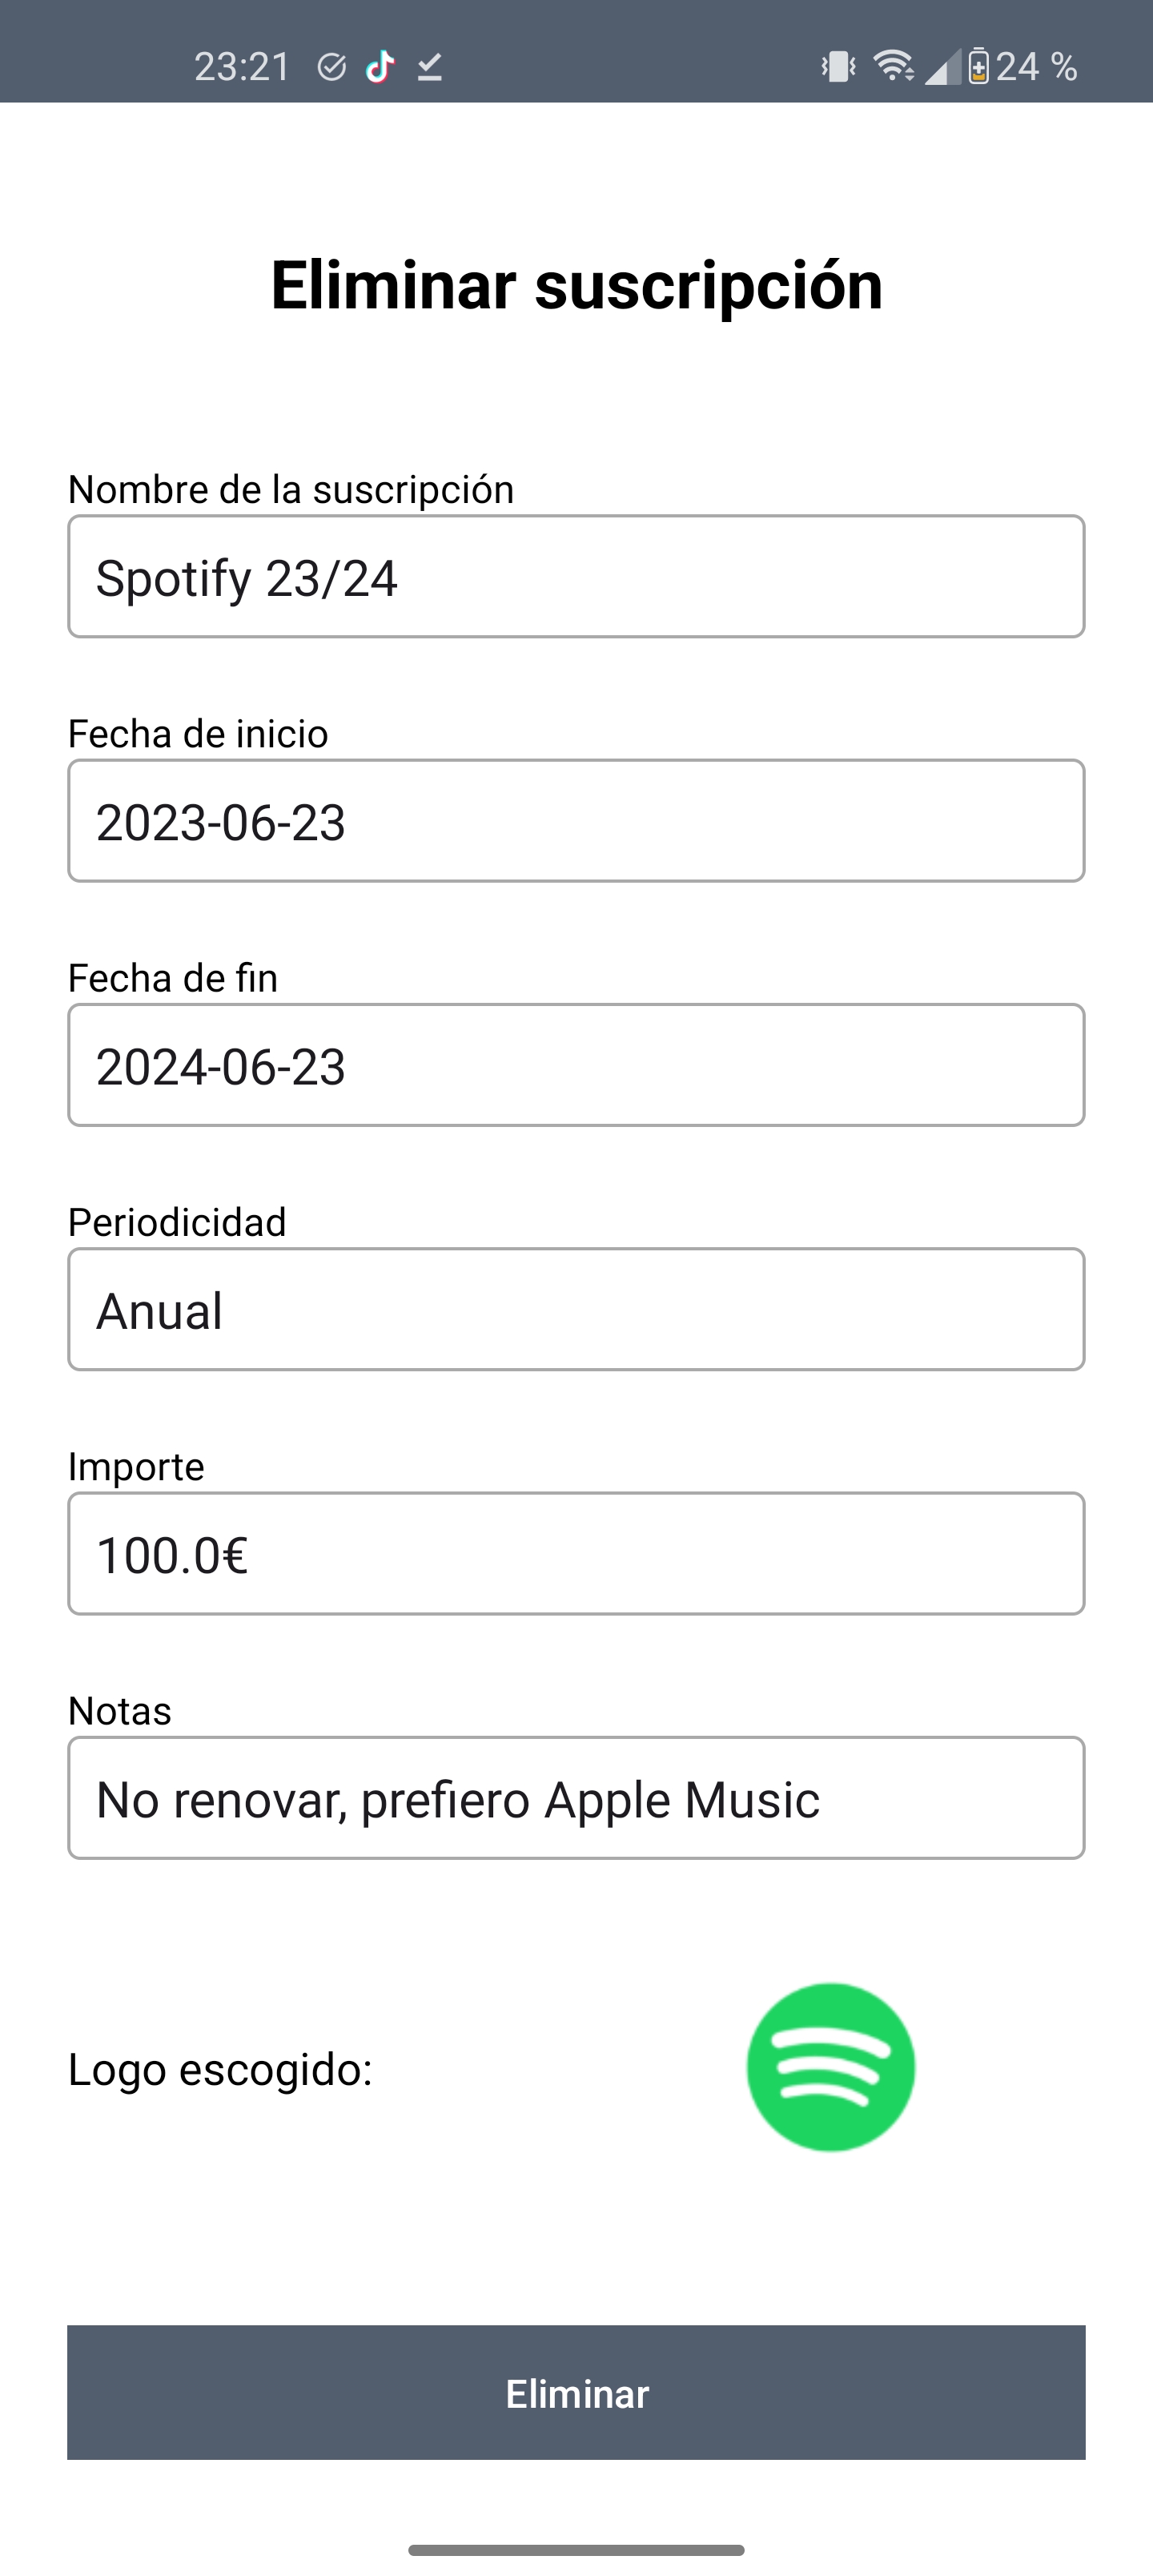 23:21 24 %
Eliminar suscripción
Nombre de la suscripción
Spotify 23/24
Fecha de inicio
2023-06-23
Fecha de fin
2024-06-23
Periodicidad
Anual
Importe
100.0€
Notas
No renovar, prefiero Apple Music
Logo escogido:
Eliminar